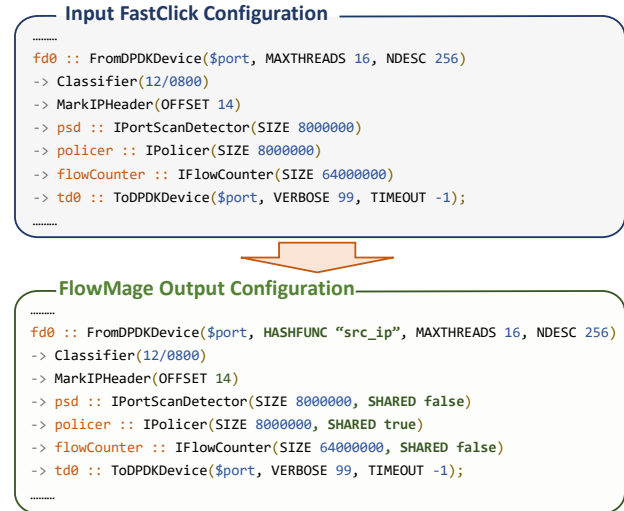 Input FastClick Configuration
.........
fd0 :: FromDPDKDevice($port, MAXTHREADS 16, NDESC 256)
-> Classifier(12/0800)
-> MarkIPHeader(OFFSET 14)
-> psd :: IPortScanDetector(SIZE 8000000)
-> policer :: IPolicer(SIZE 8000000)
-> flowCounter :: IFlowCounter(SIZE 64000000)
-> td0 :: ToDPDKDevice($port, VERBOSE 99, TIMEOUT -1);
.........
FlowMage Output Configuration
.........
fd0 :: FromDPDKDevice($port, HASHFUNC “src_ip”, MAXTHREADS 16, NDESC 256)
-> Classifier(12/0800)
-> MarkIPHeader(OFFSET 14)
-> psd :: IPortScanDetector(SIZE 8000000, SHARED false)
-> policer :: IPolicer(SIZE 8000000, SHARED true)
-> flowCounter :: IFlowCounter(SIZE 64000000, SHARED false)
-> td0 :: ToDPDKDevice($port, VERBOSE 99, TIMEOUT -1);
.........